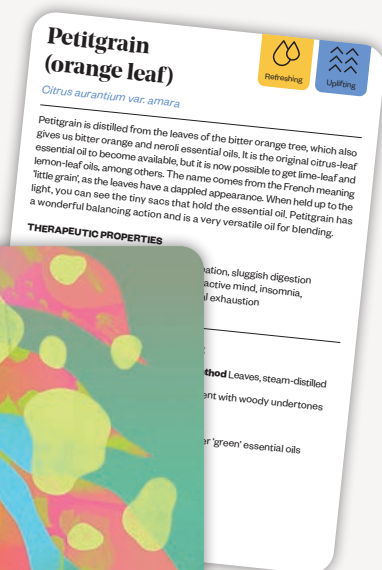 Petitgrain
(orange leaf)
Citrus aurantium var. amara
Refreshing
Uplifting
Petitgrain is distilled from the leaves of the bitter orange tree, which also
gives us bitter orange and neroli essential oils. It is the original citrus-leaf
essential oil to become available, but it is now possible to get lime-leaf and
lemon-leaf oils, among others. The name comes from the French meaning
‘little grain’, as the leaves have a dappled appearance. When held up to the
light, you can see the tiny sacs that hold the essential oil. Petitgrain has
a wonderful balancing action and is a very versatile oil for blending.
THERAPEUTIC PROPERTIES
sluggish digestion
active mind, insomnia,
exhaustion
Leaves, steam-distilled
with woody undertones
‘green’ essential oils